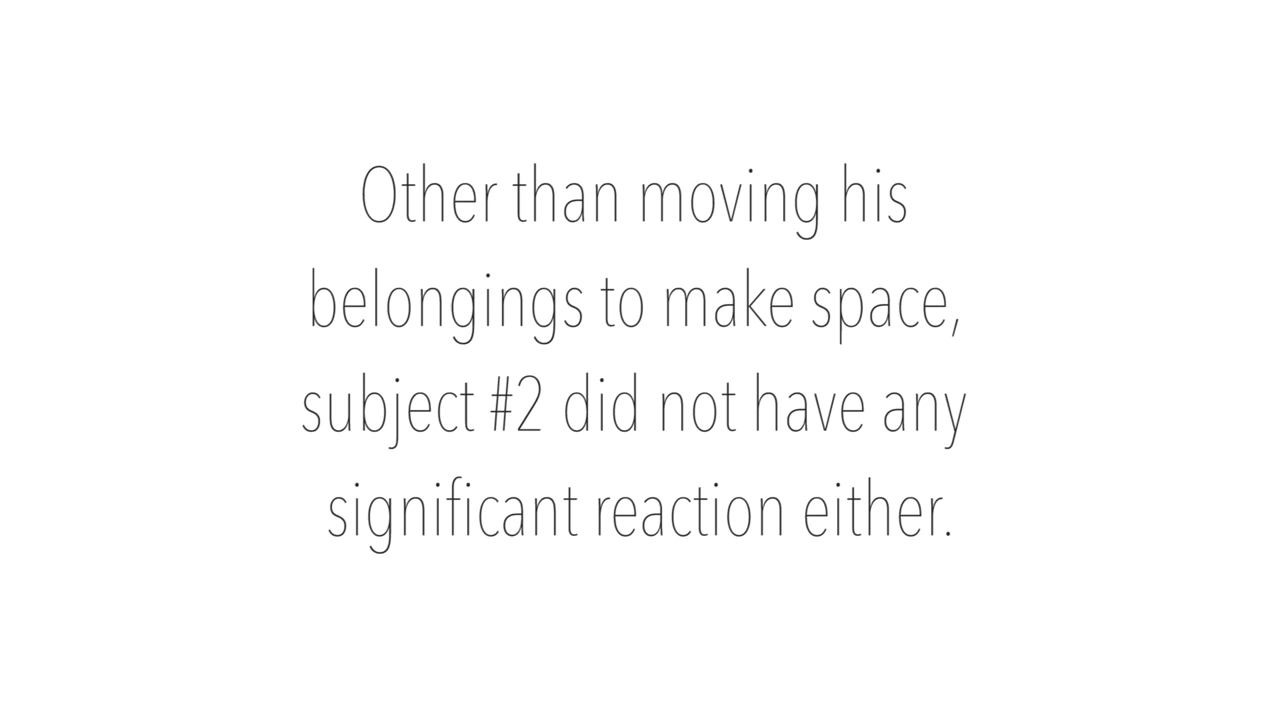 Other than moving his
belongings to make space,
subject #2 did not have any
significant reaction either.